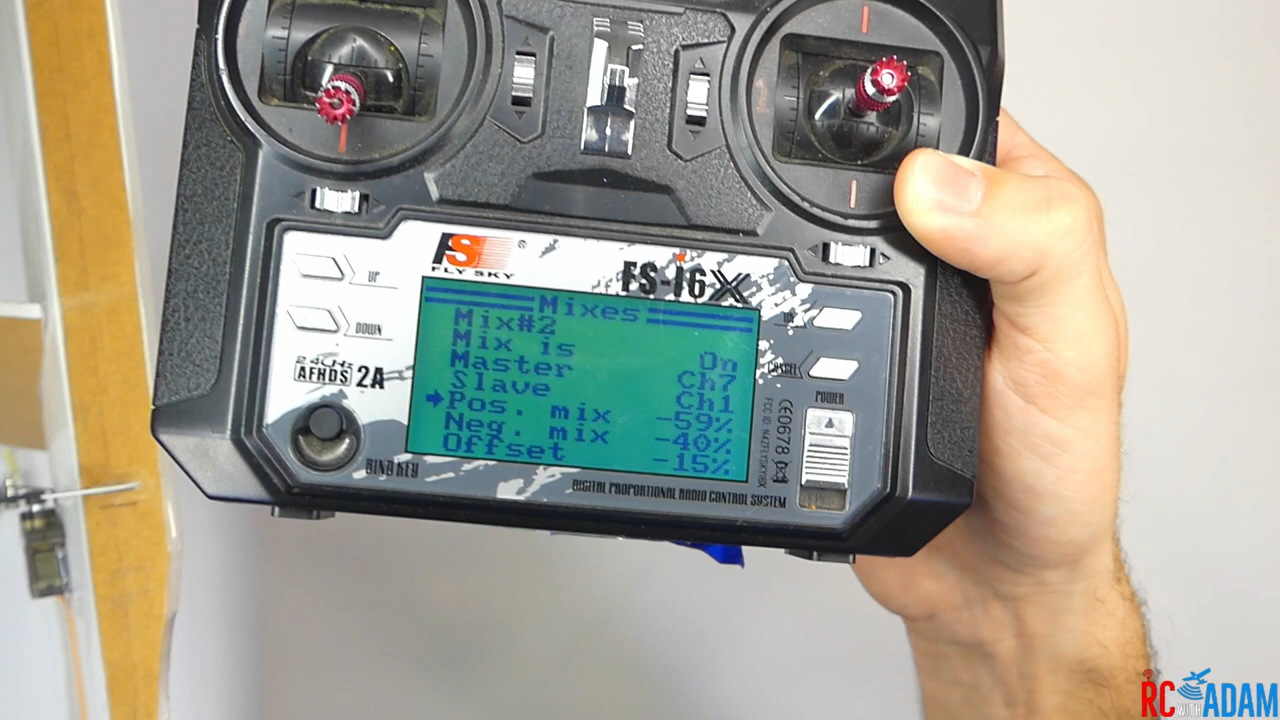 FS®
FLY SKY
FS-i6X
UP
DOWN
2.4GHz
AFHDS 2A
BIND KEY
Mixes
Mix#2
Mix is On
Master Ch7
Slave Ch1
Pos. mix -59%
Neg. mix -40%
Offset -15%
OK
CANSEL
POWER
CE0678
FCC ID: N4ZFLYSKYI6X
DIGITAL PROPORTIONAL RADIO CONTROL SYSTEM
RC WITH ADAM